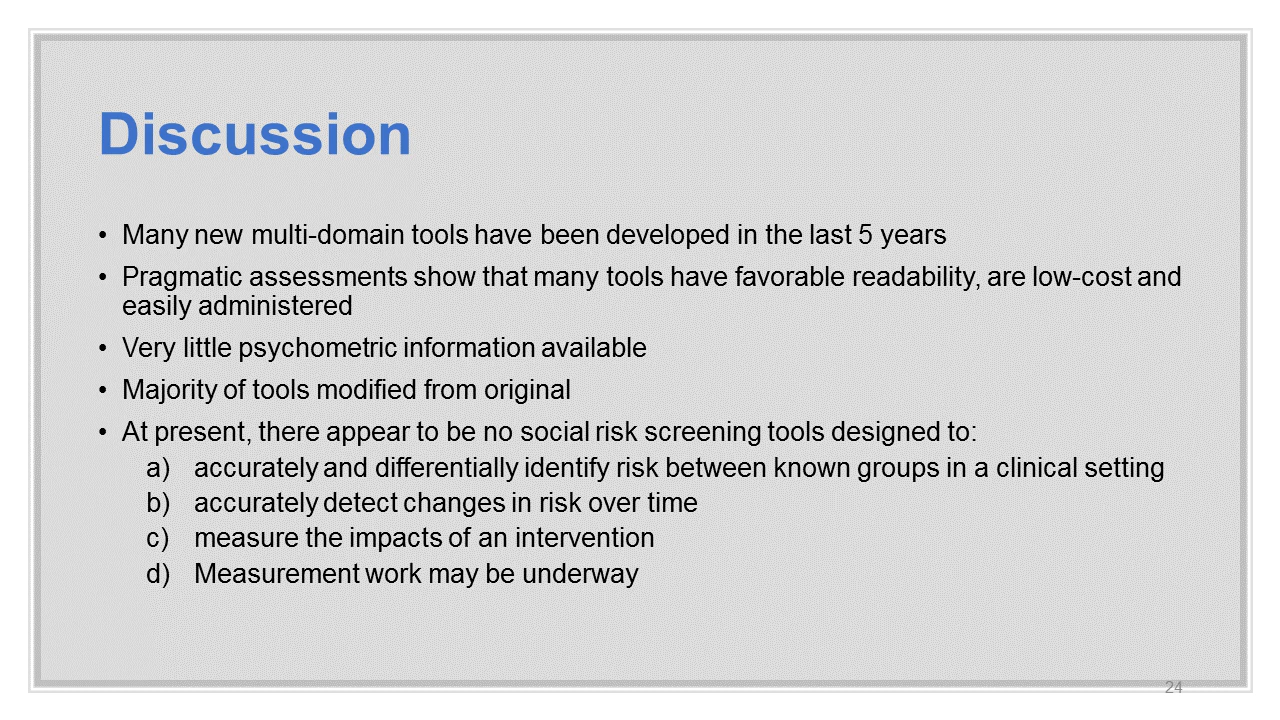 Discussion
• Many new multi-domain tools have been developed in the last 5 years
• Pragmatic assessments show that many tools have favorable readability, are low-cost and
easily administered
• Very little psychometric information available
• Majority of tools modified from original
• At present, there appear to be no social risk screening tools designed to:
a) accurately and differentially identify risk between known groups in a clinical setting
b) accurately detect changes in risk over time
c) measure the impacts of an intervention
d) Measurement work may be underway
24